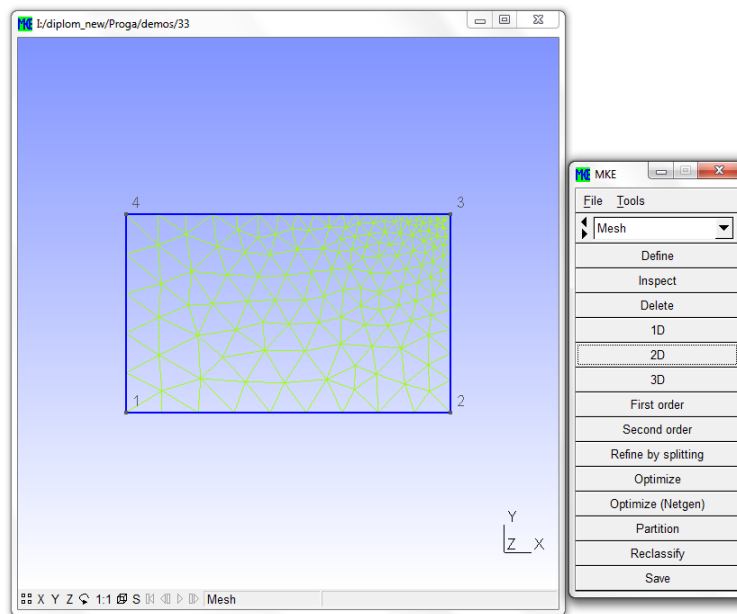 I:/diplom_new/Proga/demos/33
4
3
1
2
Y
Z X
X Y Z 1:1 S Mesh
MKE
File Tools
Mesh
Define
Inspect
Delete
1D
2D
3D
First order
Second order
Refine by splitting
Optimize
Optimize (Netgen)
Partition
Reclassify
Save